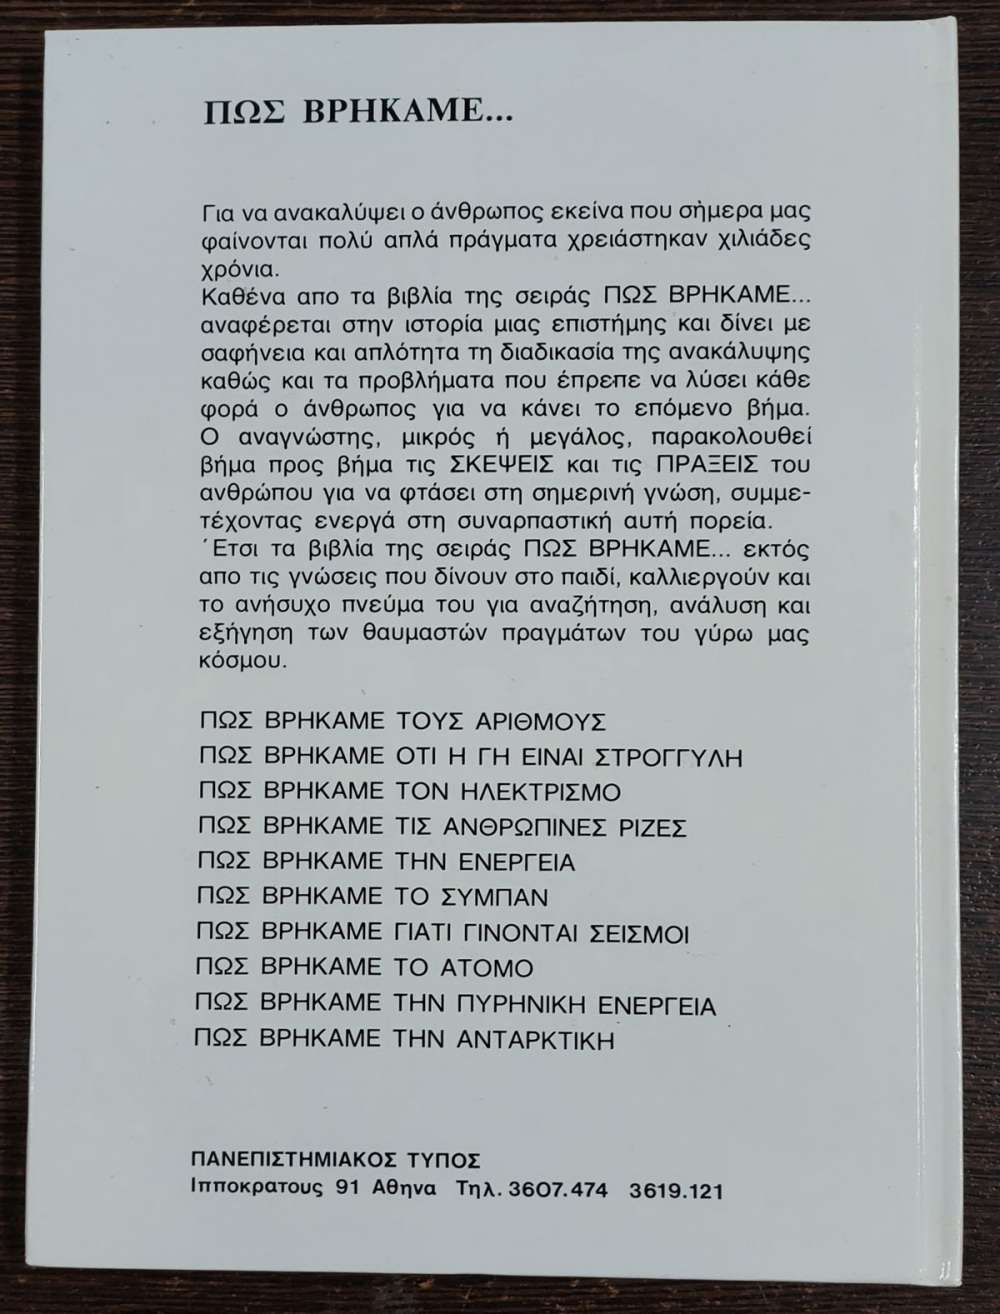 ΠΩΣ ΒΡΗΚΑΜΕ...
Για να ανακαλύψει ο άνθρωπος εκείνα που σήμερα μας
φαίνονται πολύ απλά πράγματα χρειάστηκαν χιλιάδες
χρόνια.
Καθένα απο τα βιβλία της σειράς ΠΩΣ ΒΡΗΚΑΜΕ...
αναφέρεται στην ιστορία μιας επιστήμης και δίνει με
σαφήνεια και απλότητα τη διαδικασία της ανακάλυψης
καθώς και τα προβλήματα που έπρεπε να λύσει κάθε
φορά ο άνθρωπος για να κάνει το επόμενο βήμα.
Ο αναγνώστης, μικρός ή μεγάλος, παρακολουθεί
βήμα προς βήμα τις ΣΚΕΨΕΙΣ και τις ΠΡΑΞΕΙΣ του
ανθρώπου για να φτάσει στη σημερινή γνώση, συμμε-
τέχοντας ενεργά στη συναρπαστική αυτή πορεία.
Έτσι τα βιβλία της σειράς ΠΩΣ ΒΡΗΚΑΜΕ... εκτός
απο τις γνώσεις που δίνουν στο παιδί, καλλιεργούν και
το ανήσυχο πνεύμα του για αναζήτηση, ανάλυση και
εξήγηση των θαυμαστών πραγμάτων του γύρω μας
κόσμου.
ΠΩΣ ΒΡΗΚΑΜΕ ΤΟΥΣ ΑΡΙΘΜΟΥΣ
ΠΩΣ ΒΡΗΚΑΜΕ ΟΤΙ Η ΓΗ ΕΙΝΑΙ ΣΤΡΟΓΓΥΛΗ
ΠΩΣ ΒΡΗΚΑΜΕ ΤΟΝ ΗΛΕΚΤΡΙΣΜΟ
ΠΩΣ ΒΡΗΚΑΜΕ ΤΙΣ ΑΝΘΡΩΠΙΝΕΣ ΡΙΖΕΣ
ΠΩΣ ΒΡΗΚΑΜΕ ΤΗΝ ΕΝΕΡΓΕΙΑ
ΠΩΣ ΒΡΗΚΑΜΕ ΤΟ ΣΥΜΠΑΝ
ΠΩΣ ΒΡΗΚΑΜΕ ΓΙΑΤΙ ΓΙΝΟΝΤΑΙ ΣΕΙΣΜΟΙ
ΠΩΣ ΒΡΗΚΑΜΕ ΤΟ ΑΤΟΜΟ
ΠΩΣ ΒΡΗΚΑΜΕ ΤΗΝ ΠΥΡΗΝΙΚΗ ΕΝΕΡΓΕΙΑ
ΠΩΣ ΒΡΗΚΑΜΕ ΤΗΝ ΑΝΤΑΡΚΤΙΚΗ
ΠΑΝΕΠΙΣΤΗΜΙΑΚΟΣ ΤΥΠΟΣ
Ιπποκρατους 91 Αθηνα Τηλ. 3607.474 3619.121